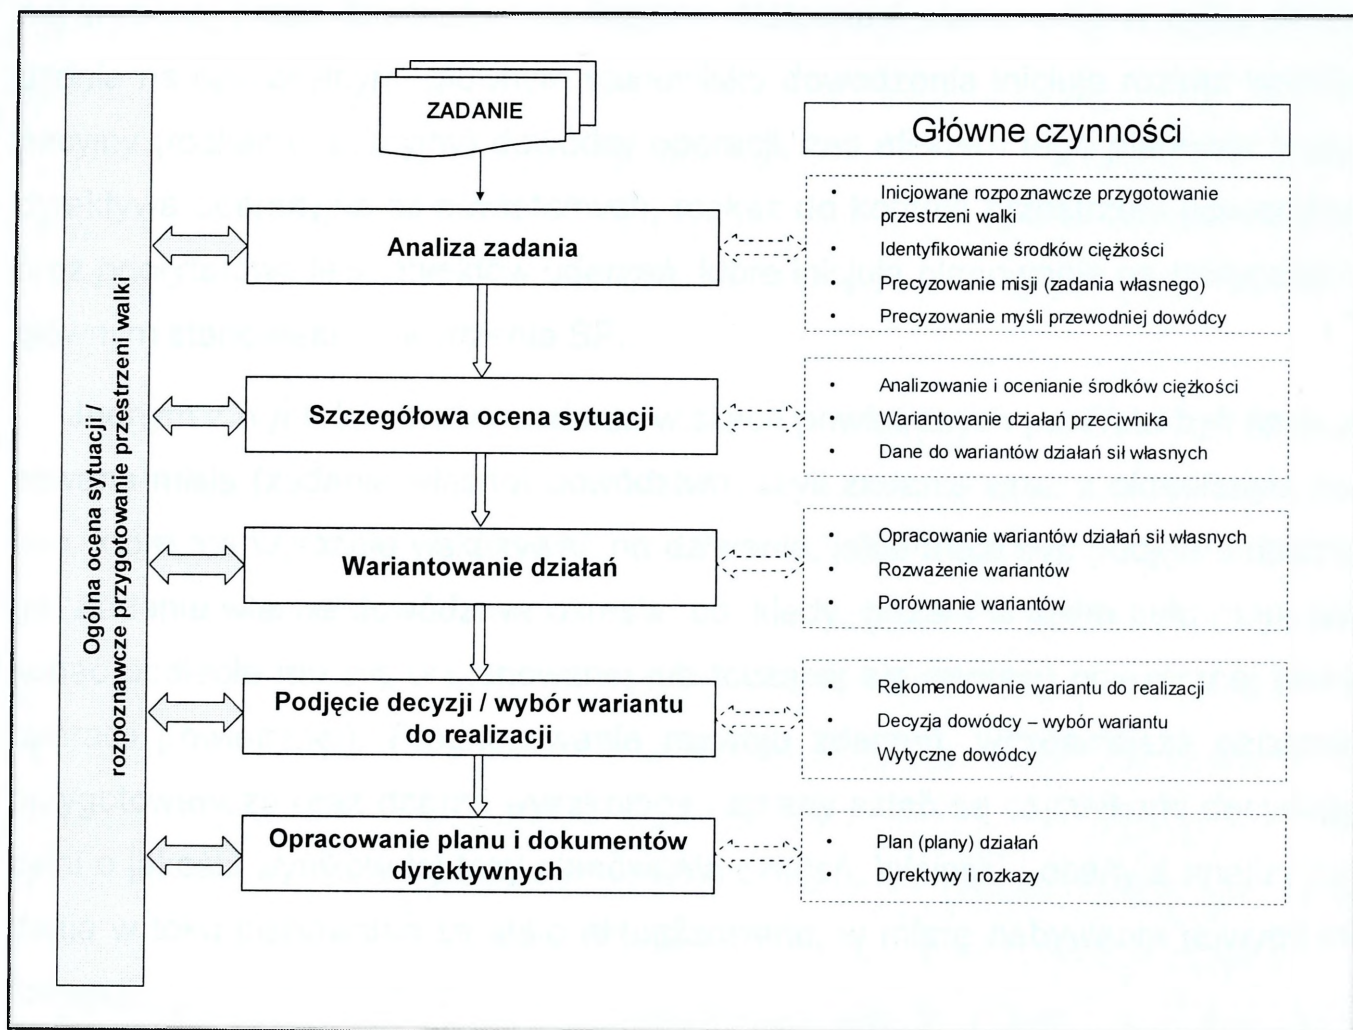 ZADANIE
Główne czynności
Ogólna ocena sytuacji /
rozpoznawcze przygotowane przestrzeni walki
Analiza zadania
• Inicjowane rozpoznawcze przygotowanie
przestrzeni walki
• Identyfikowanie środków ciężkości
• Precyzowanie misji (zadania własnego)
• Precyzowanie myśli przewodniej dowódcy
Szczegółowa ocena sytuacji
• Analizowanie i ocenianie środków ciężkości
• Wariantowanie działań przeciwnika
• Dane do wariantów działań sił własnych
Wariantowanie działań
• Opracowanie wariantów działań sił własnych
• Rozważenie wariantów
• Porównanie wariantów
Podjęcie decyzji / wybór wariantu
do realizacji
• Rekomendowanie wariantu do realizacji
• Decyzja dowódcy – wybór wariantu
• Wytyczne dowódcy
Opracowanie planu i dokumentów
dyrektywnych
• Plan (plany) działań
• Dyrektywy i rozkazy